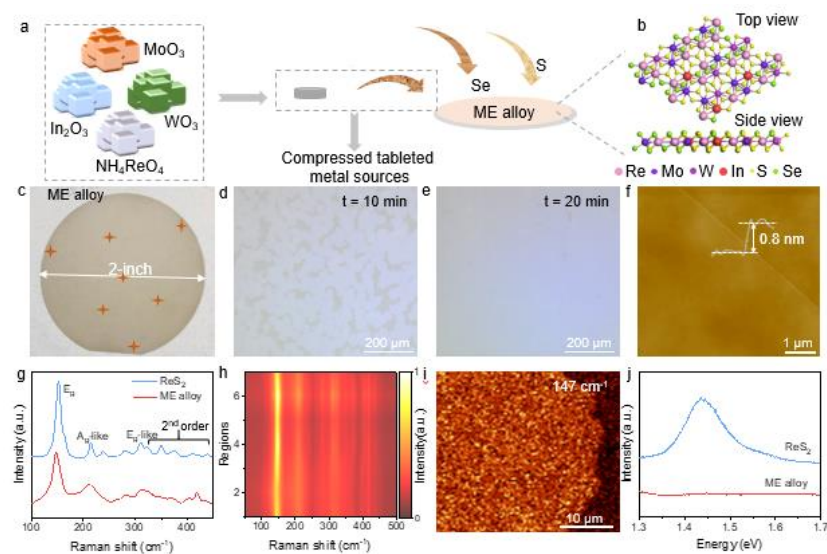 a
MoO3
In2O3
WO3
NH4ReO4
Compressed tableted
metal sources
Se
S
ME alloy
b
Top view
Side view
Re Mo W In S Se
c
ME alloy
2-inch
d
t = 10 min
200 μm
e
t = 20 min
200 μm
f
0.8 nm
1 μm
g
ReS2
ME alloy
Eg
Ag-like
Eg-like
2nd order
Intensity(a.u.)
100 200 300 400
Raman shift (cm-1)
h
Regions
6
4
2
50 100 200 300 400 500
Raman shift (cm-1)
1
0
Intensity(a.u.)
i
147 cm-1
10 μm
j
Intensity (a.u.)
ReS2
ME alloy
1.3 1.4 1.5 1.6 1.7
Energy (eV)